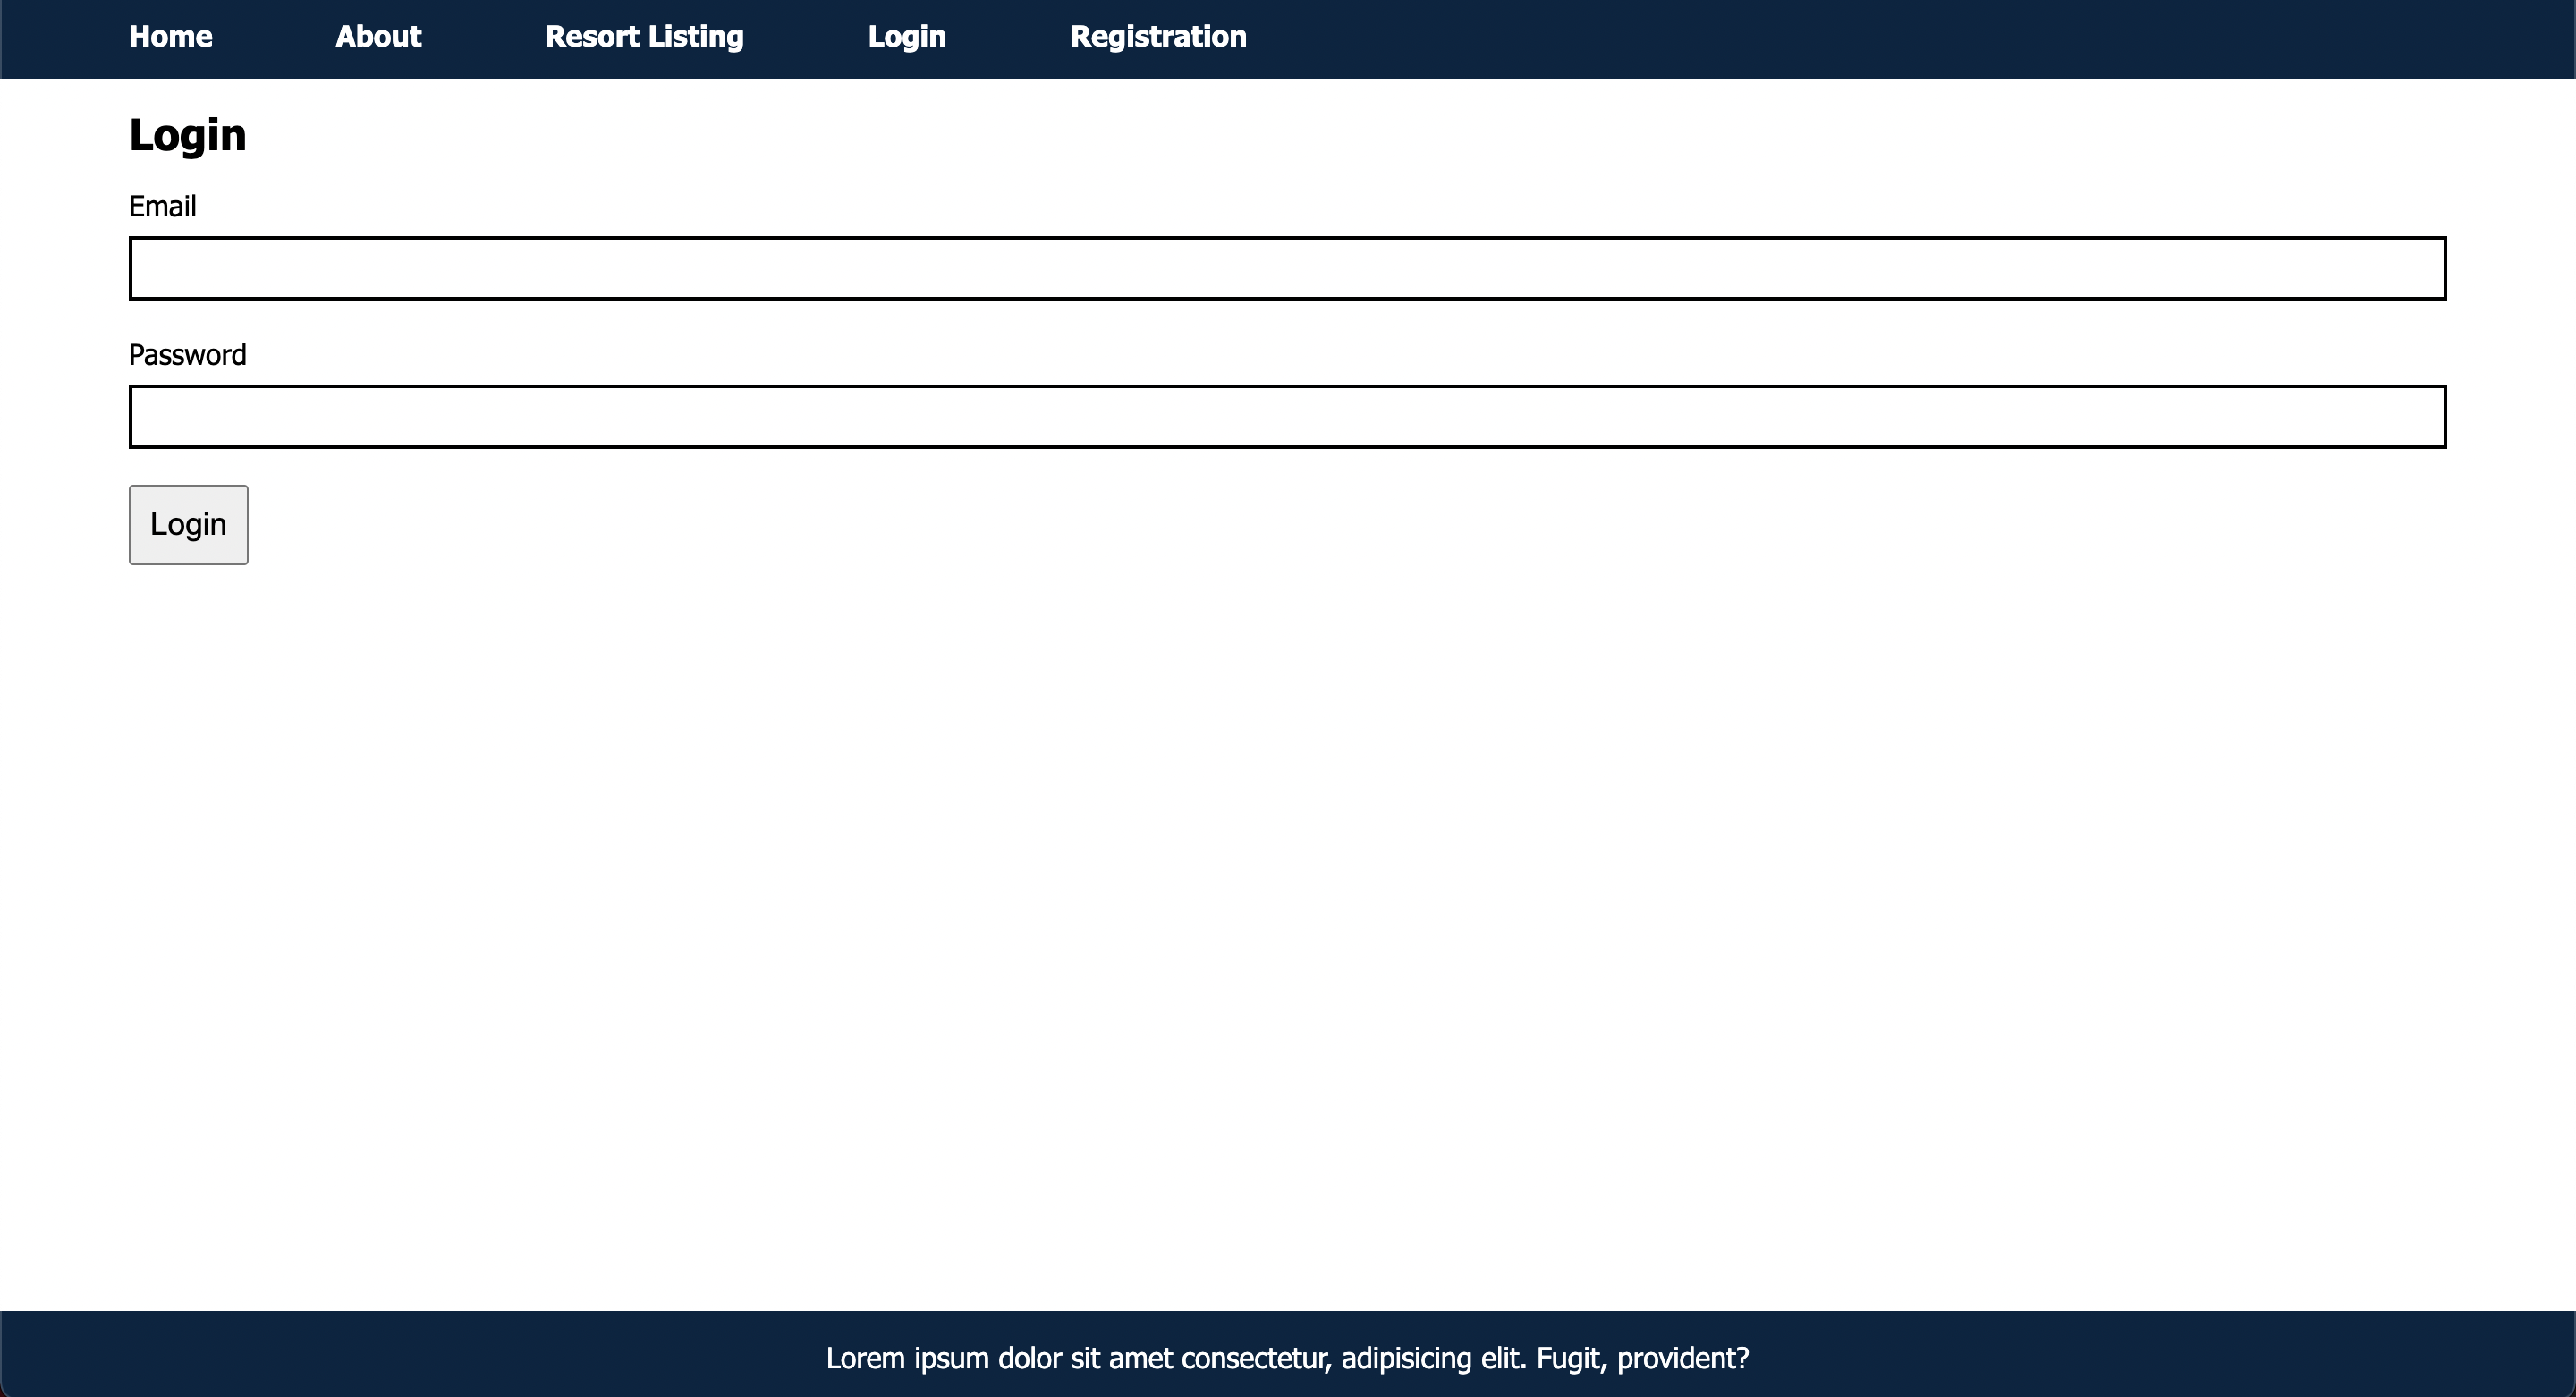 Home About Resort Listing Login Registration
Login
Email
Password
Login
Lorem ipsum dolor sit amet consectetur, adipisicing elit. Fugit, provident?